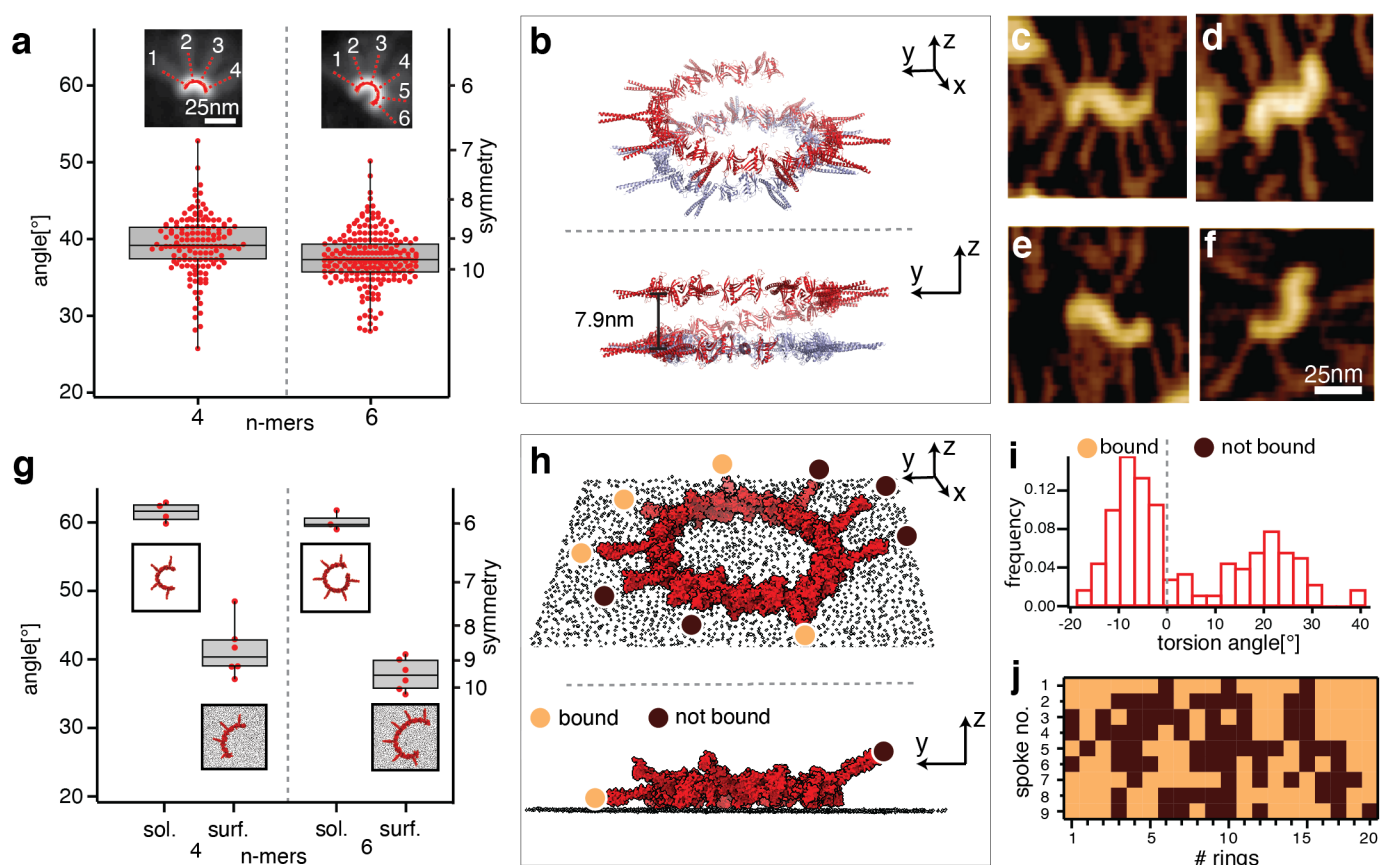 a
angle[°]
60
50
40
30
20
1
2
3
4
25nm
1
2
3
4
5
6
6
7
8
9
10
symmetry
4
6
n-mers
b
z
y
x
z
y
7.9nm
c
d
e
f
25nm
g
angle[°]
60
50
40
30
20
6
7
8
9
10
symmetry
sol.
surf.
sol.
surf.
4
6
n-mers
h
z
y
x
bound
not bound
z
y
i
bound
not bound
frequency
0.12
0.08
0.04
0.00
-20
-10
0
10
20
30
40
torsion angle[°]
j
spoke no.
1
2
3
4
5
6
7
8
9
1
5
10
15
20
# rings